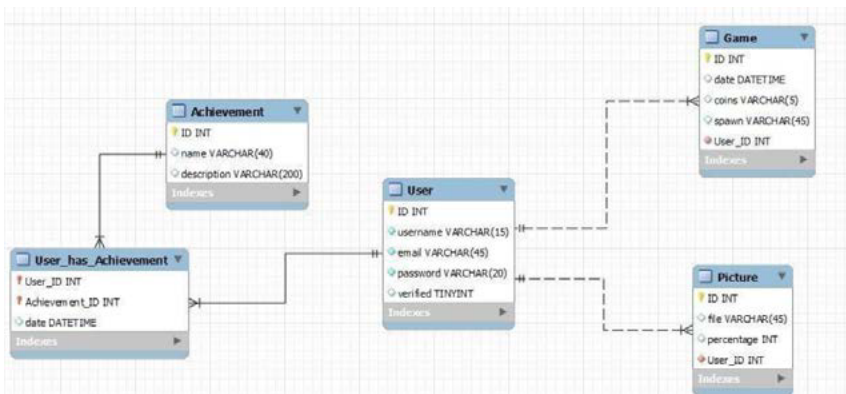 Game
ID INT
date DATETIME
coins VARCHAR(5)
spawn VARCHAR(45)
User_ID INT
Indexes
Achievement
ID INT
name VARCHAR(40)
description VARCHAR(200)
Indexes
User
ID INT
username VARCHAR(15)
email VARCHAR(45)
password VARCHAR(20)
verified TINYINT
Indexes
User_has_Achievement
User_ID INT
Achievement_ID INT
date DATETIME
Indexes
Picture
ID INT
file VARCHAR(45)
percentage INT
User_ID INT
Indexes